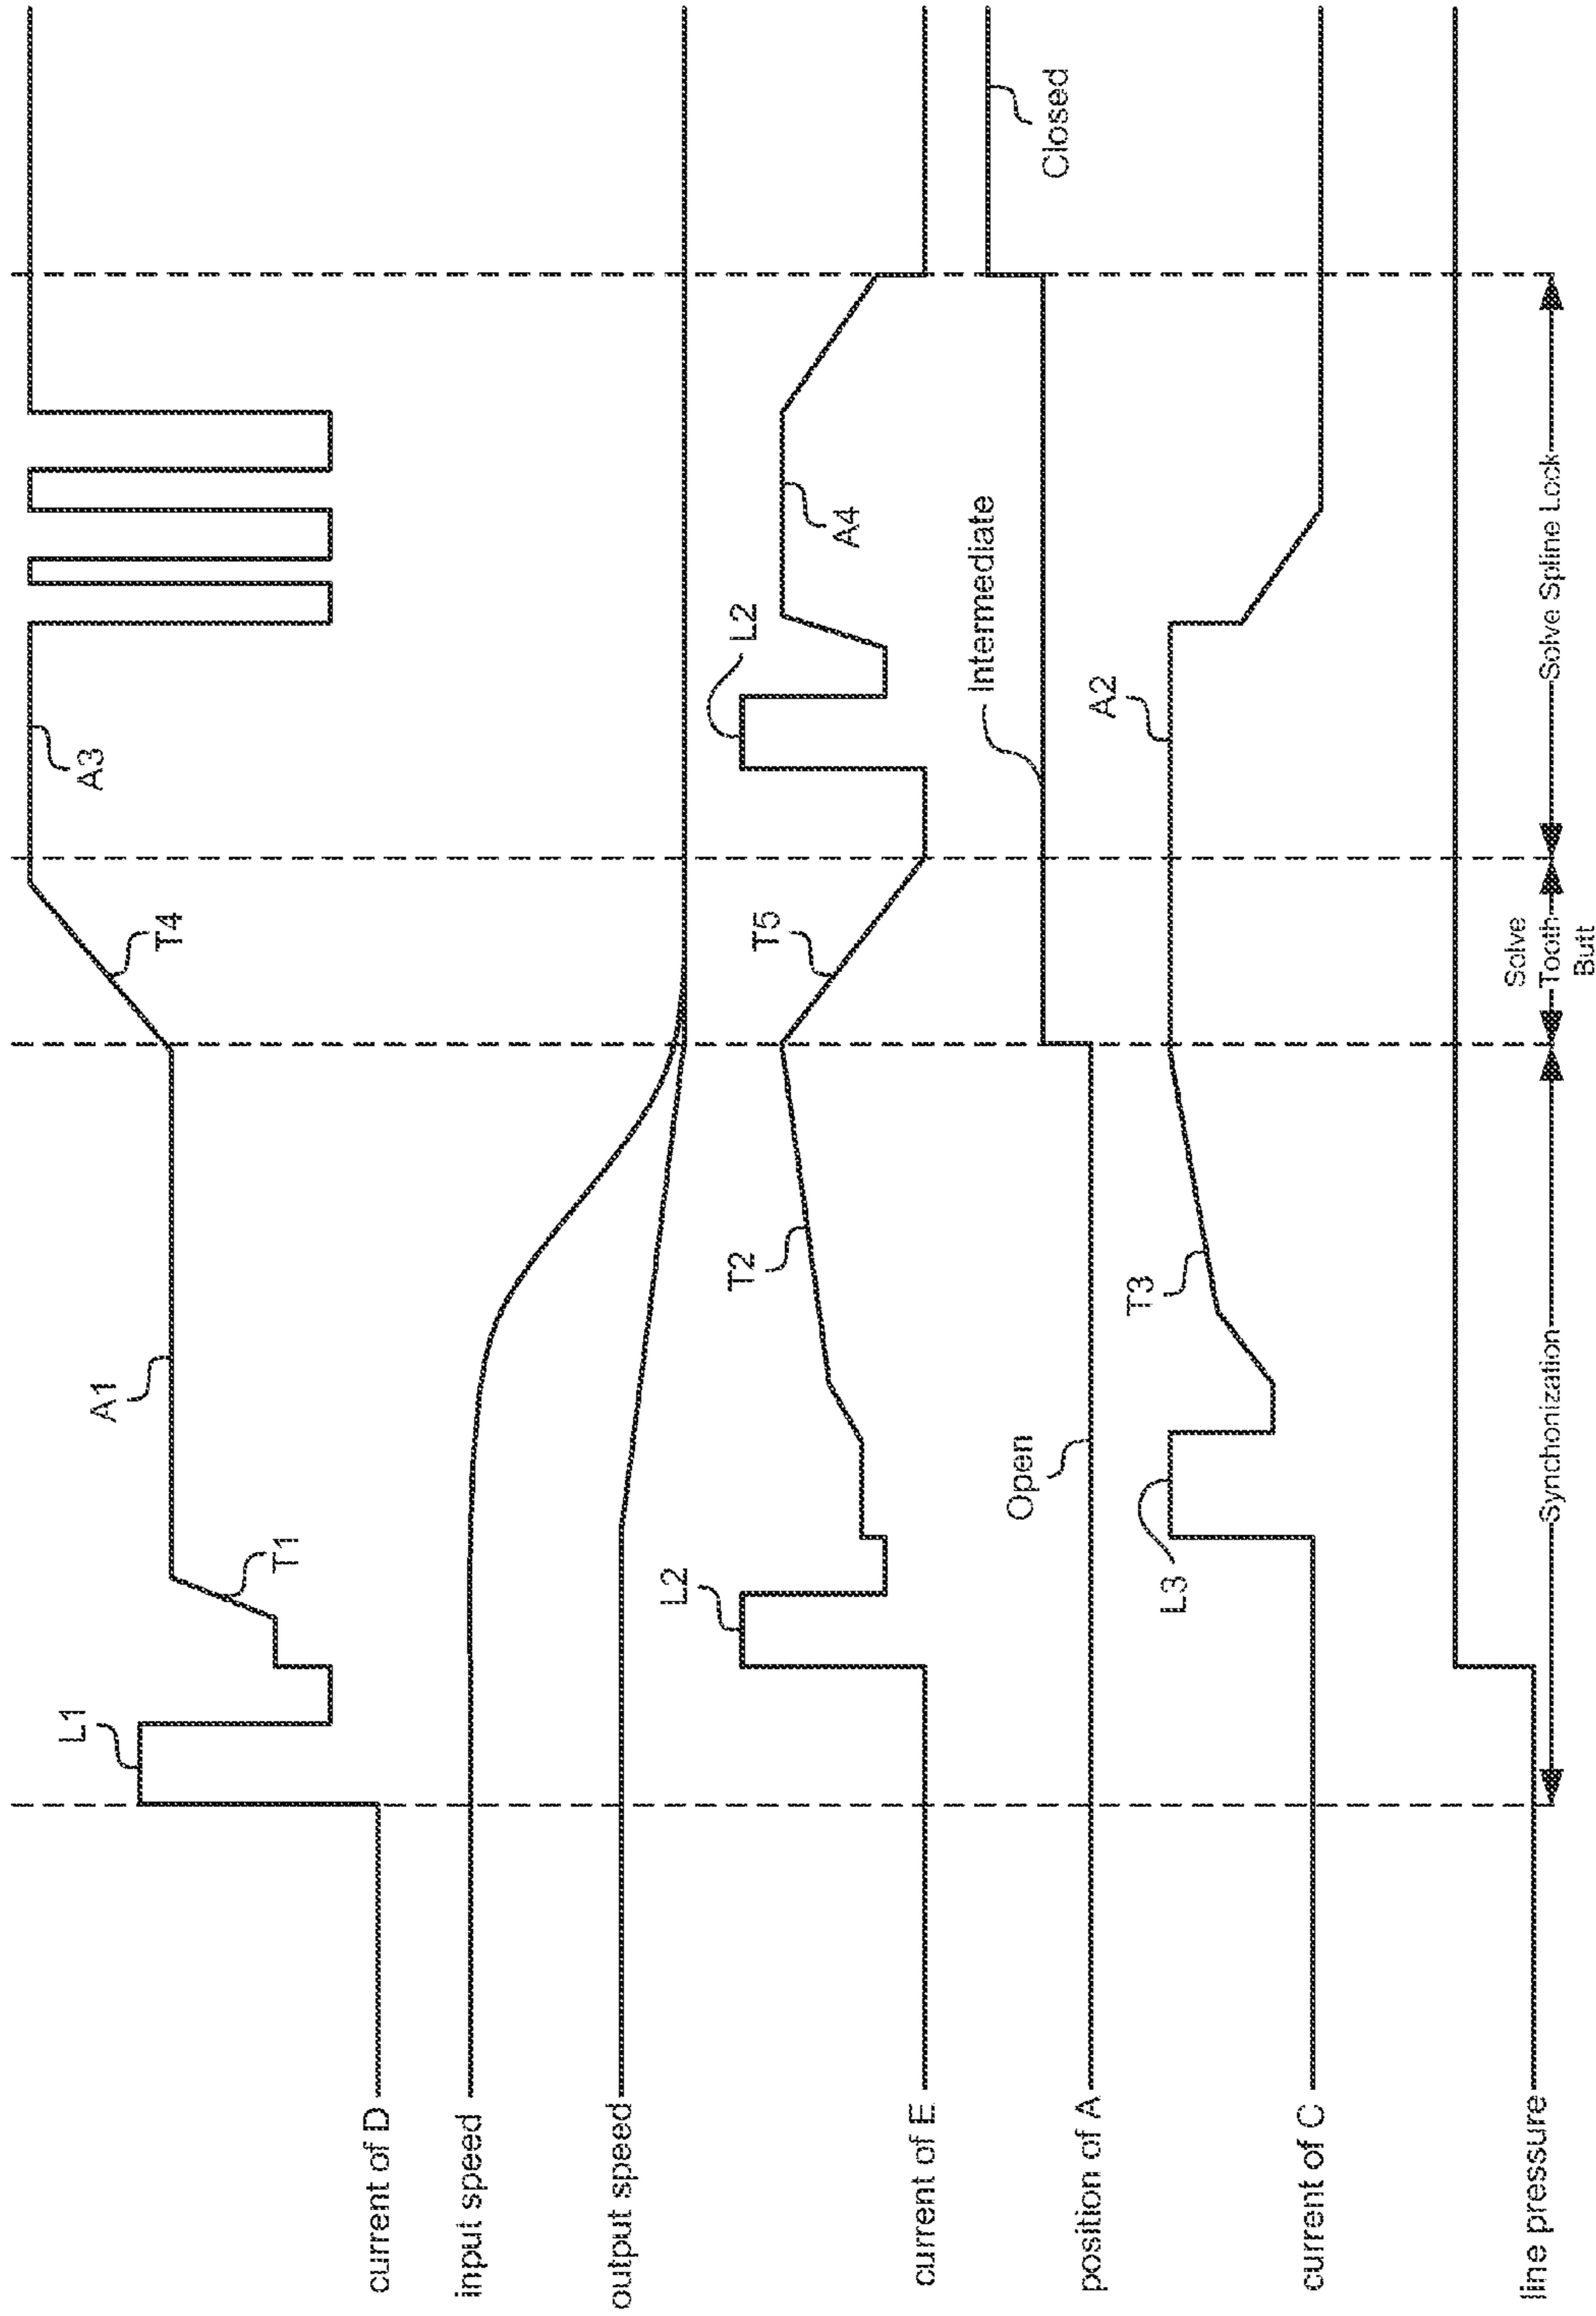 L1
T1
A1
T4
A3
current of D
input speed
output speed
L2
T2
T5
L2
A4
current of E
Open
Intermediate
Closed
position of A
L3
T3
A2
current of C
line pressure
Synchonization
Solve
Tooth
Butt
Solve Spline Lock